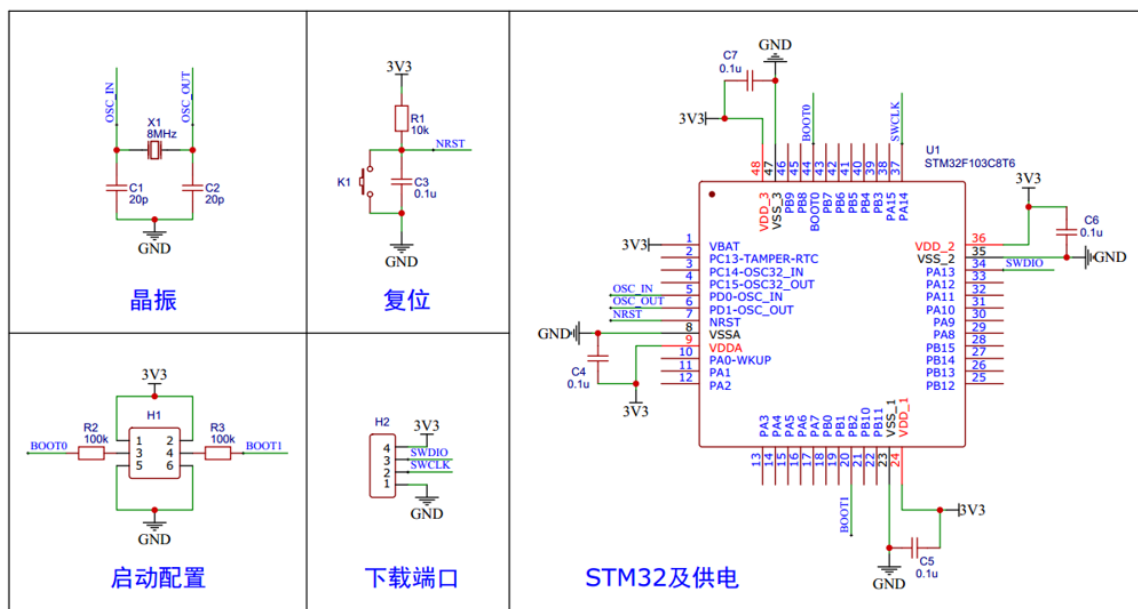 OSC_IN
OSC_OUT
X1
8MHz
C1
20p
C2
20p
GND
晶振
3V3
R1
10k
NRST
K1
C3
0.1u
GND
复位
3V3
H1
R2
100k
R3
100k
BOOT0
BOOT1
1 2
3 4
5 6
GND
启动配置
H2
3V3
4
SWDIO
3
SWCLK
2
1
GND
下载端口
GND
C7
0.1u
3V3
BOOT0
SWCLK
U1
STM32F103C8T6
48 47 46 45 44 43 42 41 40 39 38 37
VDD_3 VSS_3 PB9 PB8 BOOT0 PB7 PB6 PB5 PB4 PB3 PA15 PA14
3V3
1 VBAT
2 PC13-TAMPER-RTC
3 PC14-OSC32_IN
4 PC15-OSC32_OUT
OSC_IN 5 PD0-OSC_IN
OSC_OUT 6 PD1-OSC_OUT
NRST 7 NRST
8 VSSA
9 VDDA
10 PA0-WKUP
11 PA1
12 PA2
GND
C4
0.1u
3V3
3V3
C6
0.1u
GND
VDD_2 36
VSS_2 35
PA13 34 SWDIO
PA12 33
PA11 32
PA10 31
PA9 30
PA8 29
PB15 28
PB14 27
PB13 26
PB12 25
PA3 PA4 PA5 PA6 PA7 PB0 PB1 PB2 PB10 PB11 VSS_1 VDD_1
13 14 15 16 17 18 19 20 21 22 23 24
BOOT1
3V3
C5
0.1u
GND
STM32及供电